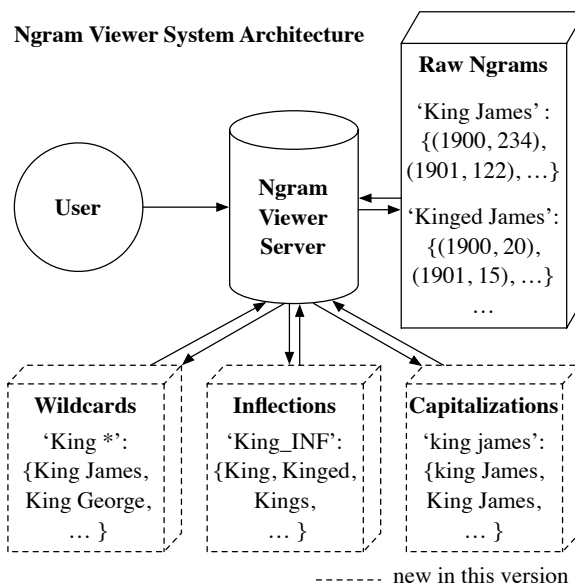 Ngram Viewer System Architecture
Raw Ngrams
‘King James’ :
{(1900, 234),
(1901, 122), …}
‘Kinged James’:
{(1900, 20),
(1901, 15), …}
…
User
Ngram
Viewer
Server
Wildcards
‘King *’:
{King James,
King George,
… }
Inflections
‘King_INF’:
{King, Kinged,
Kings,
… }
Capitalizations
‘king james’:
{king James,
King James,
… }
new in this version